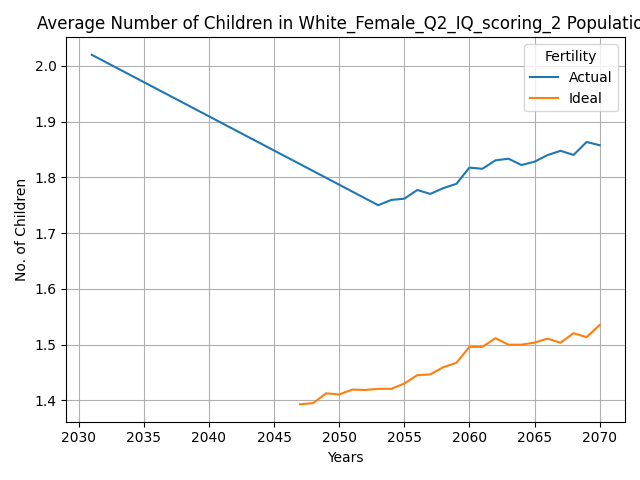 Average Number of Children in White_Female_Q2_IQ_scoring_2 Populatio
Fertility
Actual
Ideal
No. of Children
2.0
1.9
1.8
1.7
1.6
1.5
1.4
2030 2035 2040 2045 2050 2055 2060 2065 2070
Years